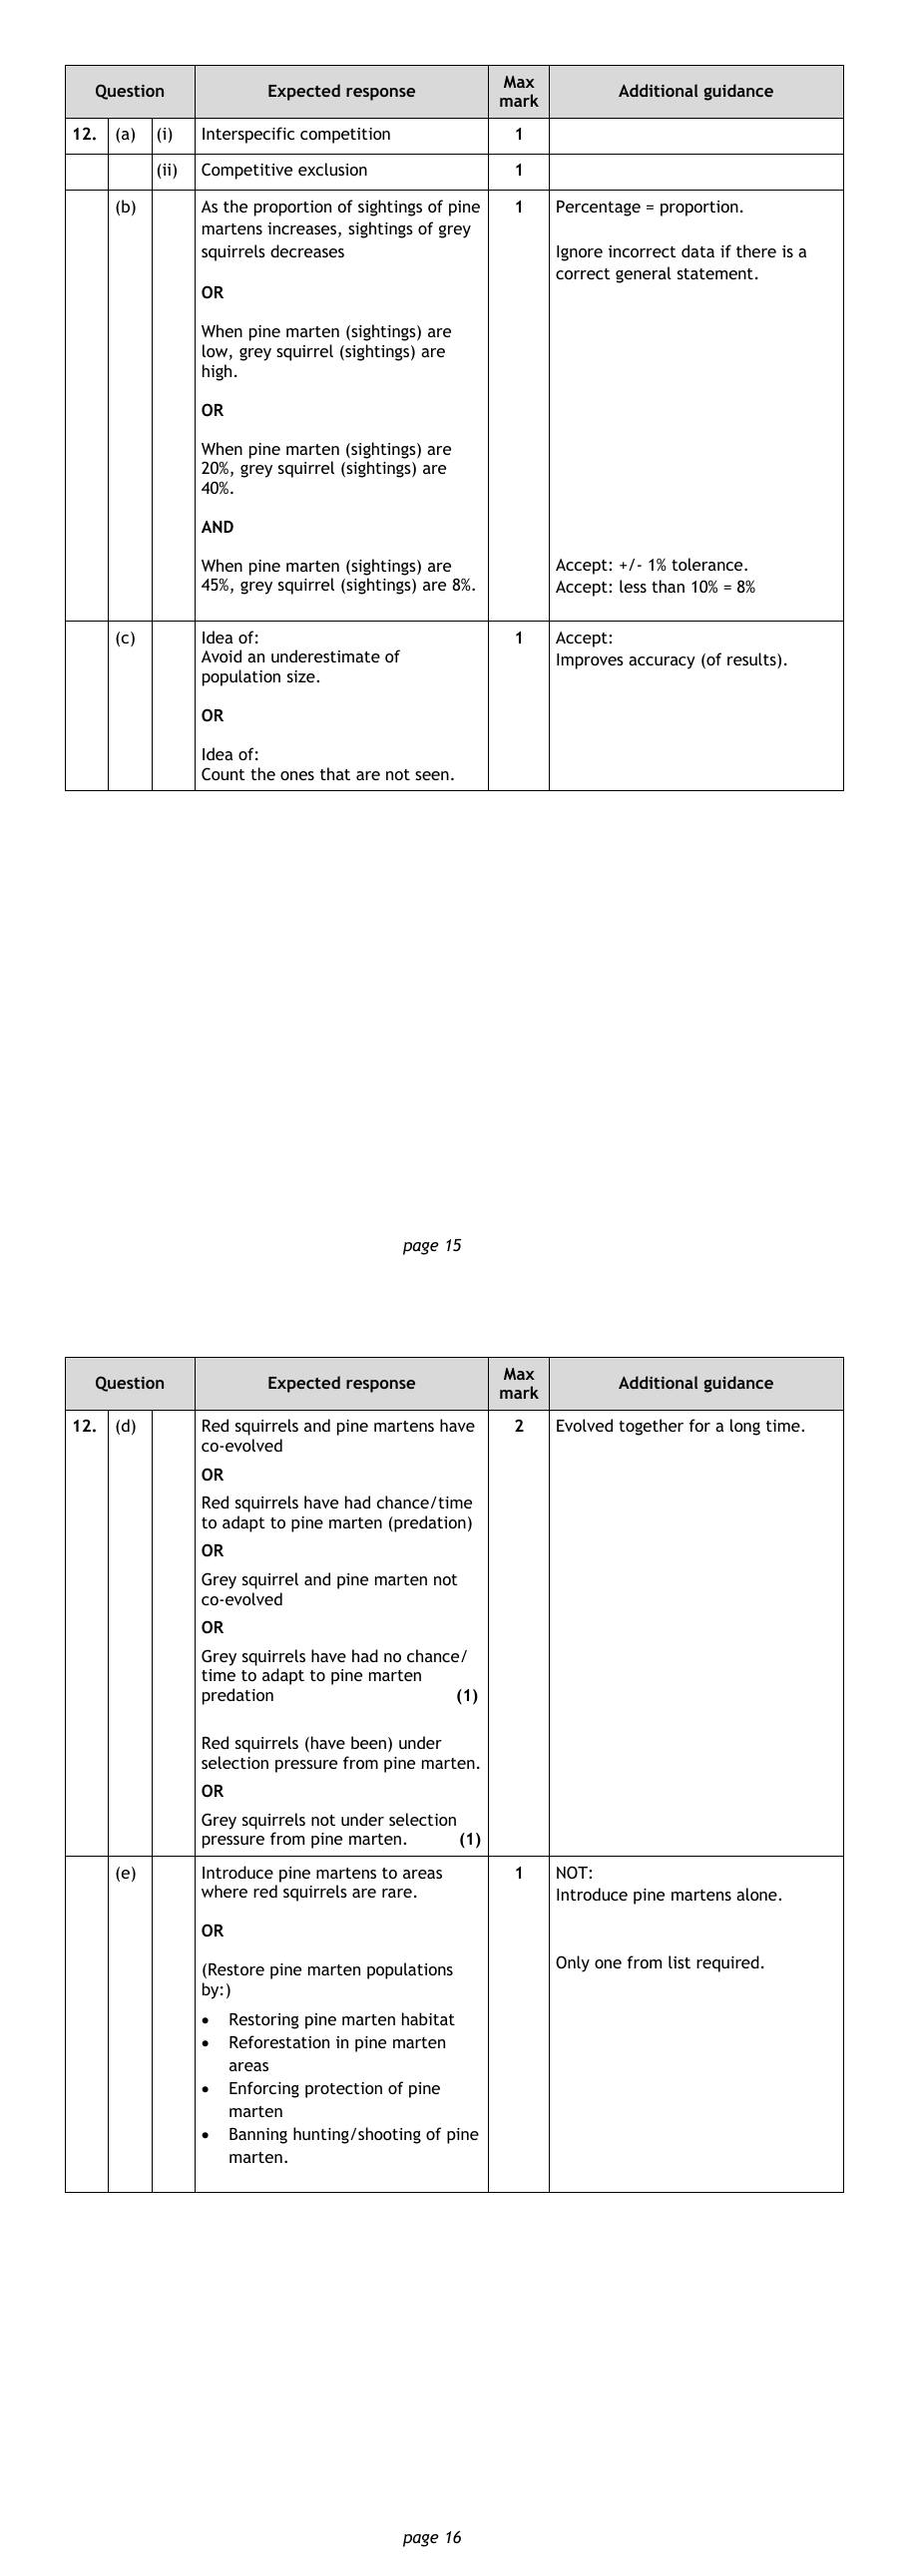 Question Expected response Max mark Additional guidance
12. (a) (i) Interspecific competition 1
(ii) Competitive exclusion 1
(b) As the proportion of sightings of pine
martens increases, sightings of grey
squirrels decreases
OR
When pine marten (sightings) are
low, grey squirrel (sightings) are
high.
OR
When pine marten (sightings) are
20%, grey squirrel (sightings) are
40%.
AND
When pine marten (sightings) are
45%, grey squirrel (sightings) are 8%.
1
Percentage = proportion.
Ignore incorrect data if there is a
correct general statement.
Accept: +/- 1% tolerance.
Accept: less than 10% = 8%
(c) Idea of:
Avoid an underestimate of
population size.
OR
Idea of:
Count the ones that are not seen.
1
Accept:
Improves accuracy (of results).
page 15
Question Expected response Max mark Additional guidance
12. (d) Red squirrels and pine martens have
co-evolved
OR
Red squirrels have had chance/time
to adapt to pine marten (predation)
OR
Grey squirrel and pine marten not
co-evolved
OR
Grey squirrels have had no chance/
time to adapt to pine marten
predation (1)
Red squirrels (have been) under
selection pressure from pine marten.
OR
Grey squirrels not under selection
pressure from pine marten. (1)
2
Evolved together for a long time.
(e) Introduce pine martens to areas
where red squirrels are rare.
OR
(Restore pine marten populations
by:)
• Restoring pine marten habitat
• Reforestation in pine marten
areas
• Enforcing protection of pine
marten
• Banning hunting/shooting of pine
marten.
1
NOT:
Introduce pine martens alone.
Only one from list required.
page 16